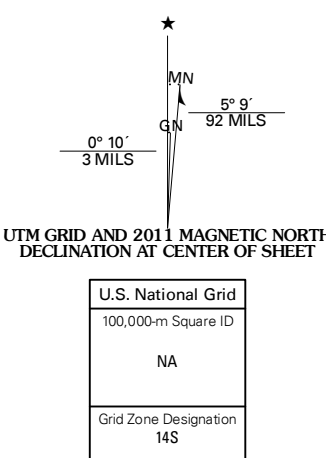 ★
MN
5° 9´
92 MILS
GN
0° 10´
3 MILS
UTM GRID AND 2011 MAGNETIC NORTH
DECLINATION AT CENTER OF SHEET
U.S. National Grid
100,000-m Square ID
NA
Grid Zone Designation
14S